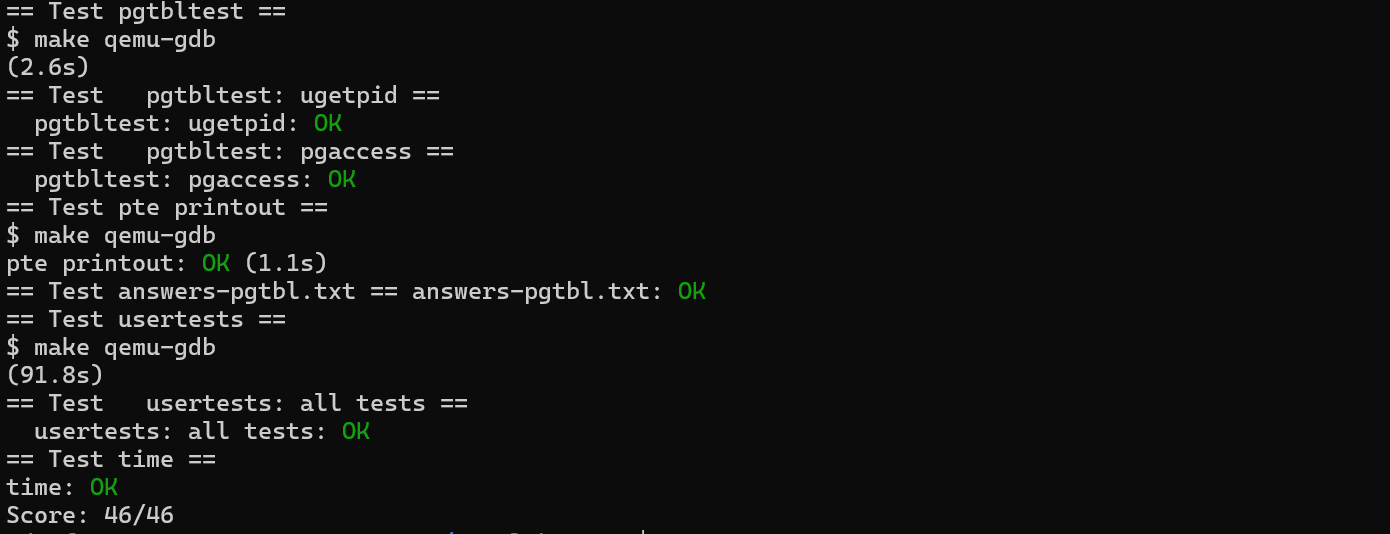 == Test pgtbltest ==
$ make qemu-gdb
(2.6s)
== Test   pgtbltest: ugetpid ==
  pgtbltest: ugetpid: OK
== Test   pgtbltest: pgaccess ==
  pgtbltest: pgaccess: OK
== Test pte printout ==
$ make qemu-gdb
pte printout: OK (1.1s)
== Test answers-pgtbl.txt == answers-pgtbl.txt: OK
== Test usertests ==
$ make qemu-gdb
(91.8s)
== Test   usertests: all tests ==
  usertests: all tests: OK
== Test time ==
time: OK
Score: 46/46